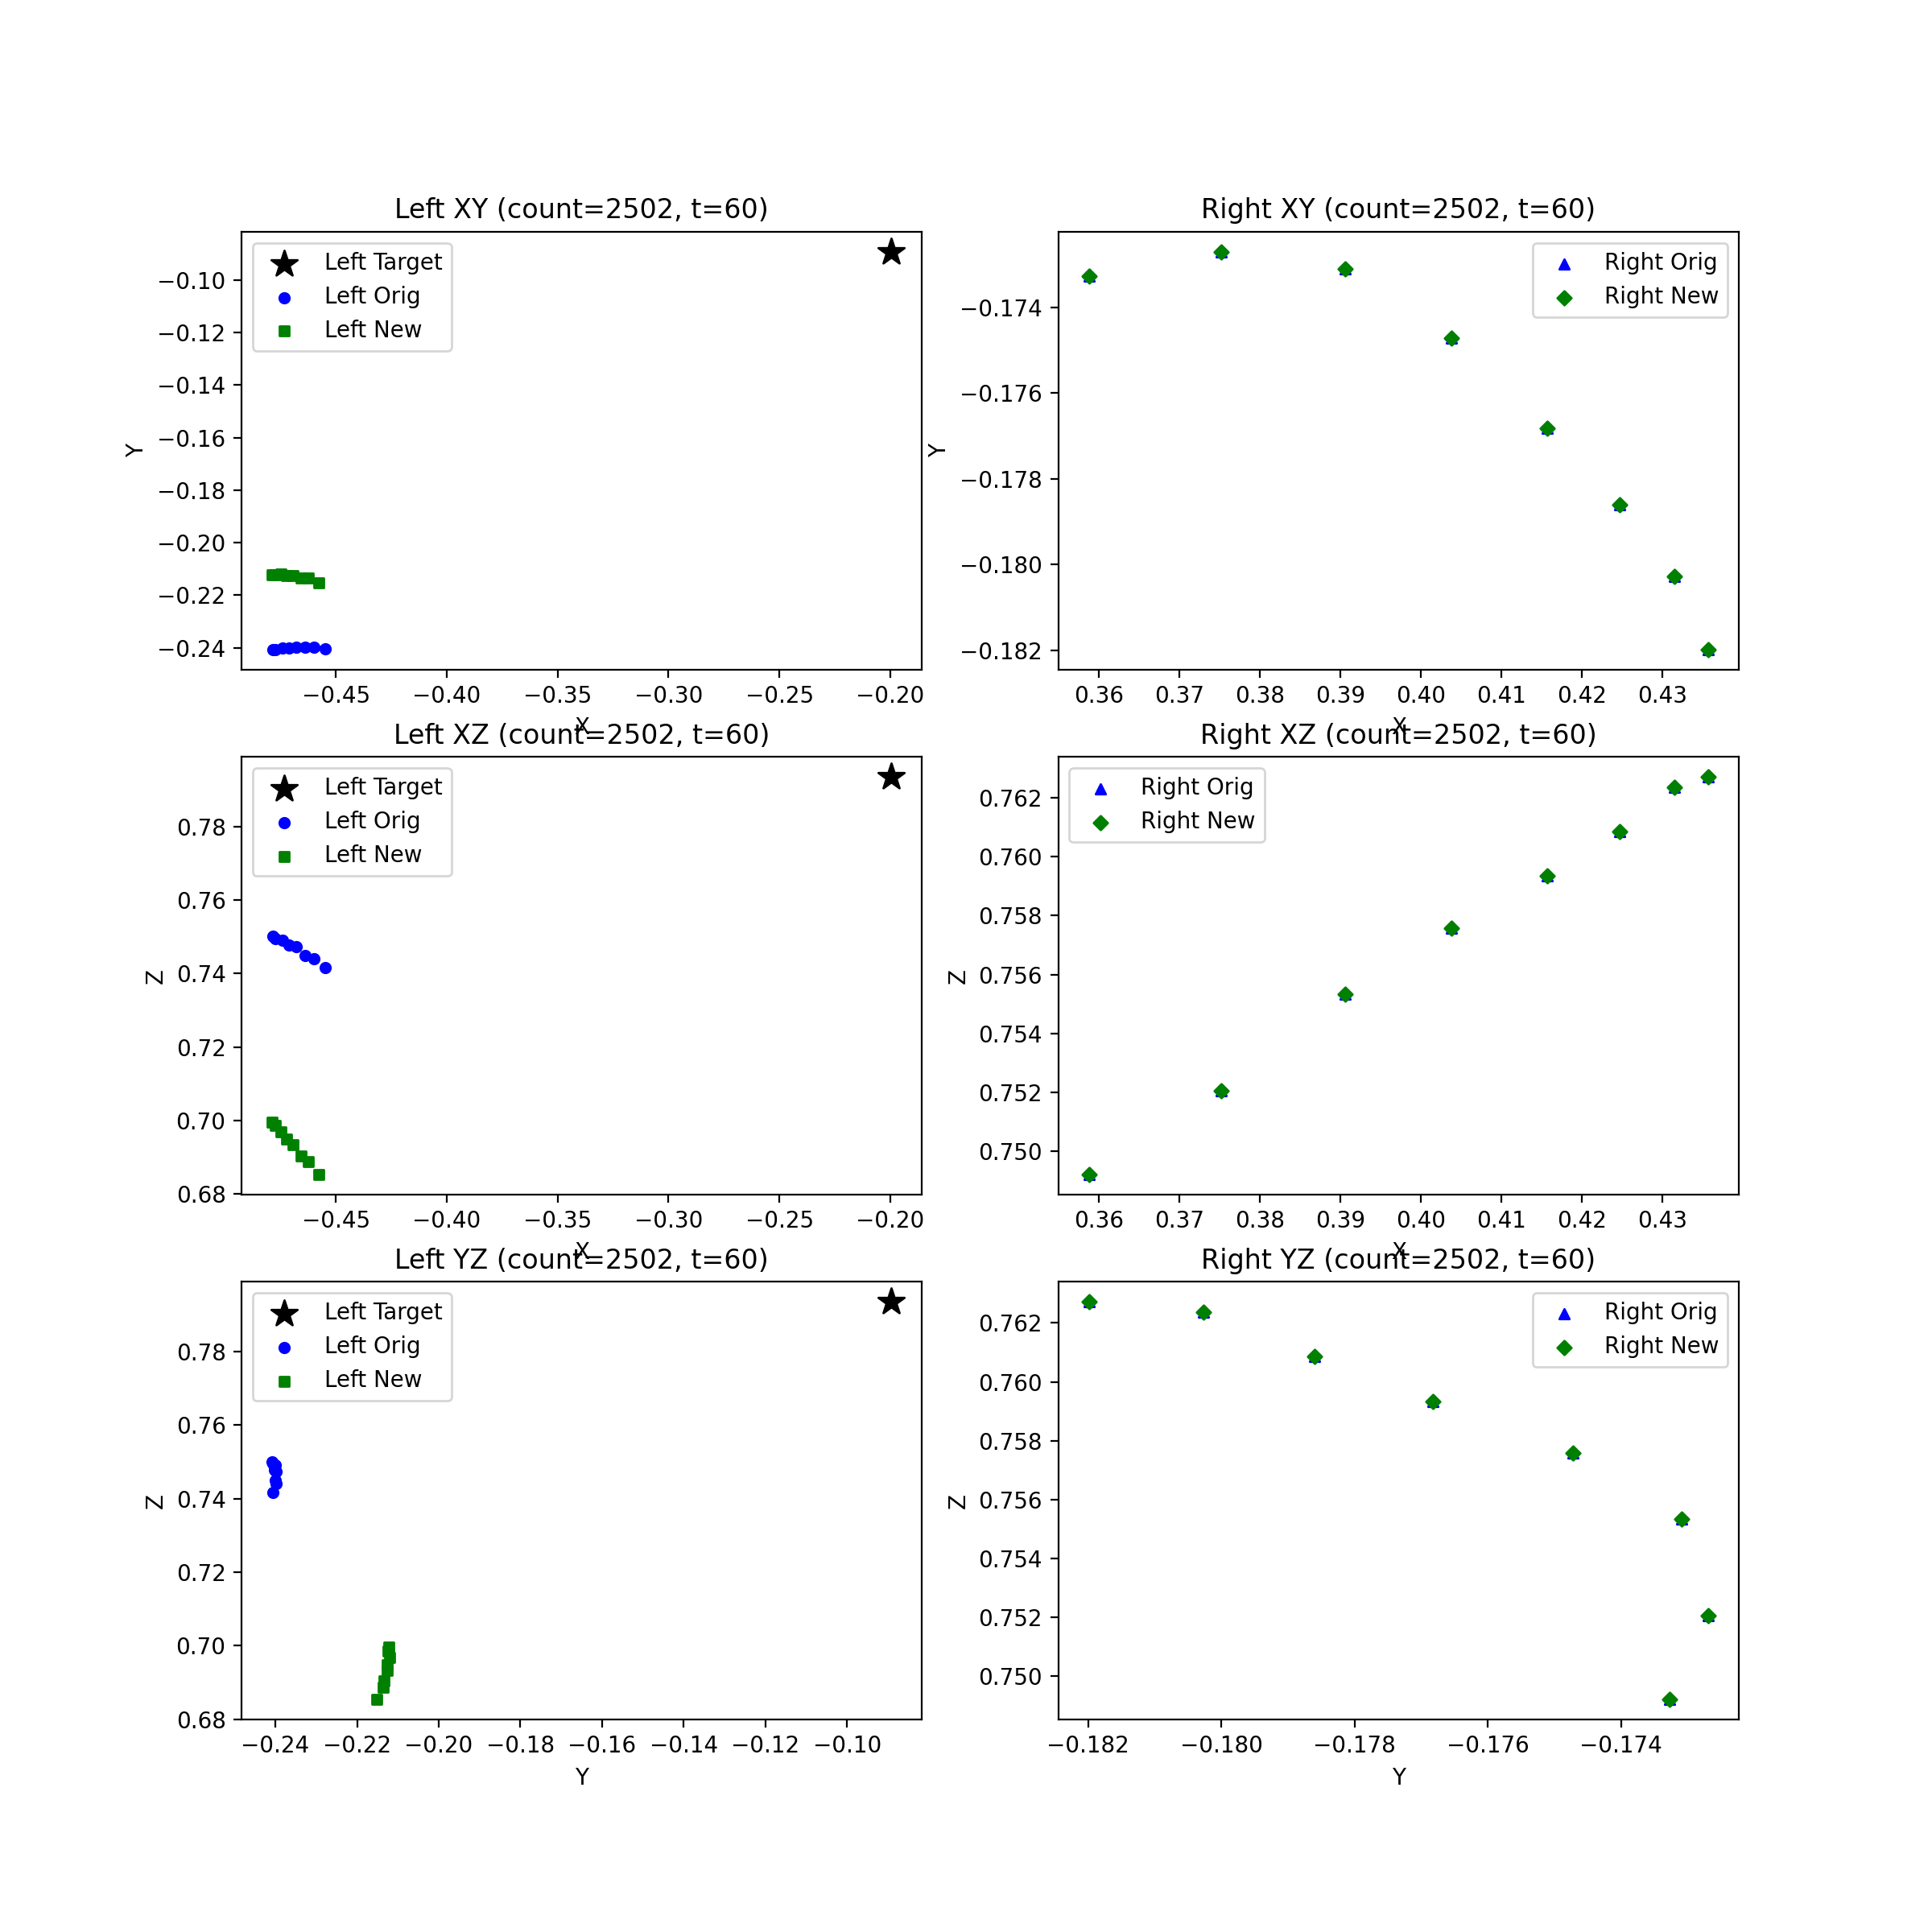 Left XY (count=2502, t=60)
Left Target
Left Orig
Left New
−0.10
−0.12
−0.14
−0.16
−0.18
−0.20
−0.22
−0.24
Y
−0.45
−0.40
−0.35
−0.30
−0.25
−0.20
X
Right XY (count=2502, t=60)
Right Orig
Right New
−0.174
−0.176
−0.178
−0.180
−0.182
Y
0.36
0.37
0.38
0.39
0.40
0.41
0.42
0.43
X
Left XZ (count=2502, t=60)
Left Target
Left Orig
Left New
0.78
0.76
0.74
0.72
0.70
0.68
Z
−0.45
−0.40
−0.35
−0.30
−0.25
−0.20
X
Right XZ (count=2502, t=60)
Right Orig
Right New
0.762
0.760
0.758
0.756
0.754
0.752
0.750
Z
0.36
0.37
0.38
0.39
0.40
0.41
0.42
0.43
X
Left YZ (count=2502, t=60)
Left Target
Left Orig
Left New
0.78
0.76
0.74
0.72
0.70
0.68
Z
−0.24
−0.22
−0.20
−0.18
−0.16
−0.14
−0.12
−0.10
Y
Right YZ (count=2502, t=60)
Right Orig
Right New
0.762
0.760
0.758
0.756
0.754
0.752
0.750
Z
−0.182
−0.180
−0.178
−0.176
−0.174
Y